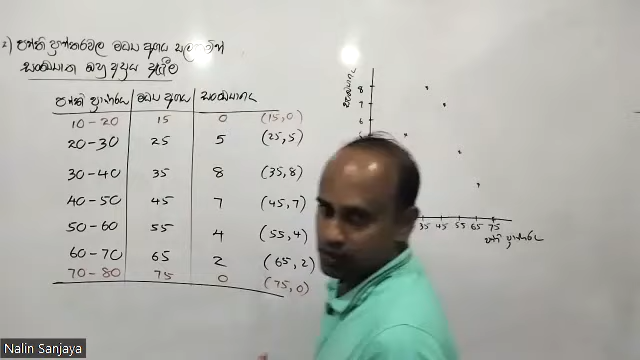 2) පන්ති ප්‍රාන්තරවල මධ්‍ය අගය සලකමින්
සංඛ්‍යාත බහු අස්‍රය ඇඳීම
පන්ති ප්‍රාන්තරය මධ්‍ය අගය සංඛ්‍යාතය
10-20 15 0 (15,0)
20-30 25 5 (25,5)
30-40 35 8 (35,8)
40-50 45 7 (45,7)
50-60 55 4 (55,4)
60-70 65 2 (65,2)
70-80 75 0 (75,0)
සංඛ්‍යාතය
8
7
6
35 45 55 65 75
පන්ති ප්‍රාන්තරය
Nalin Sanjaya